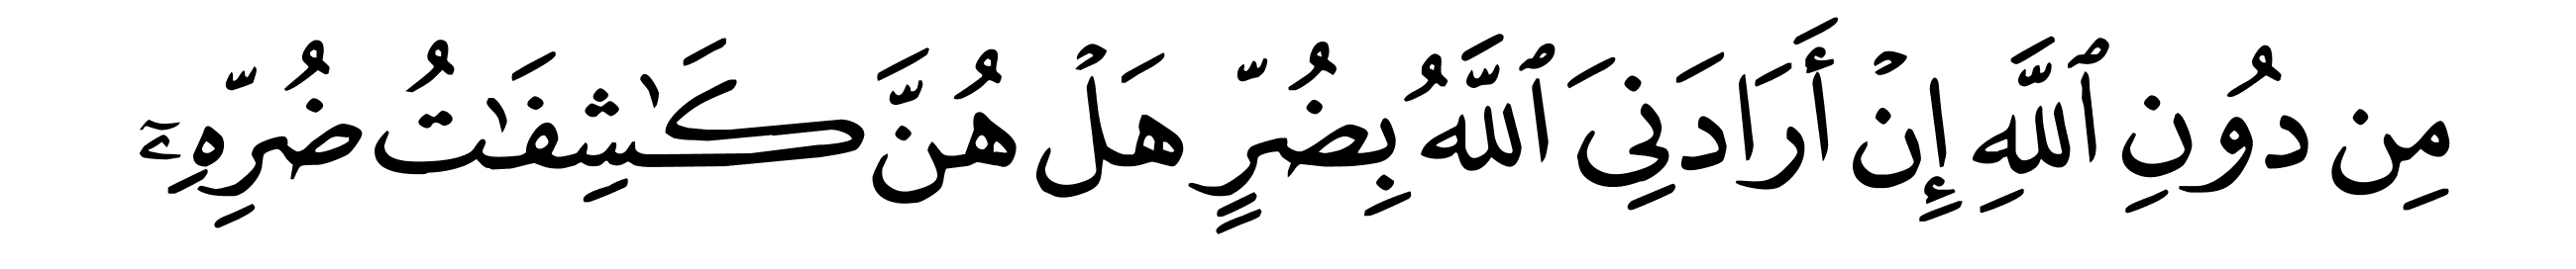 مِن دُونِ ٱللَّهِ إِنۡ أَرَادَنِيَ ٱللَّهُ بِضُرٍّ هَلۡ هُنَّ كَـٰشِفَـٰتُ ضُرِّهِۦٓ